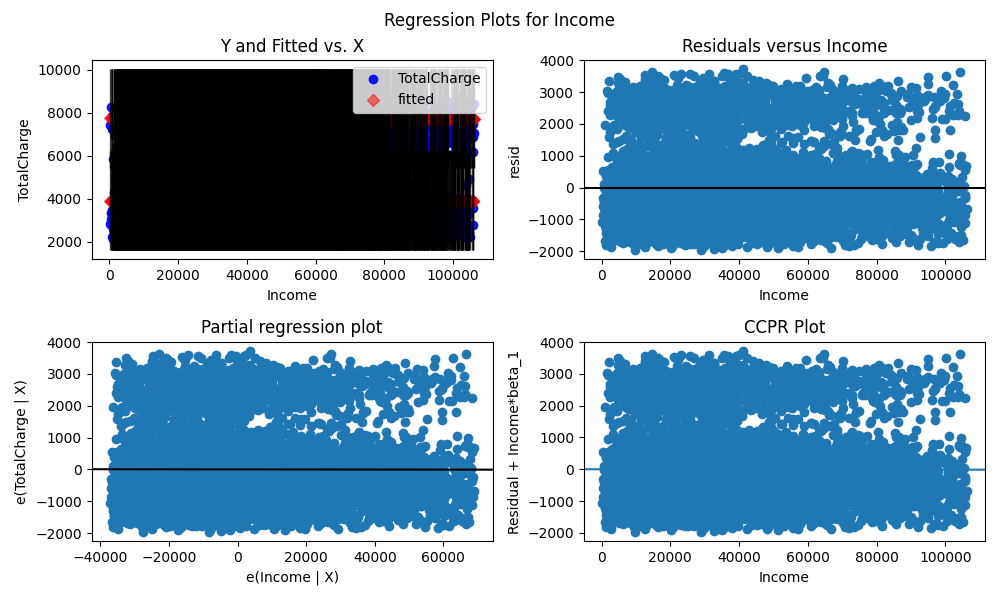 Regression Plots for Income
Y and Fitted vs. X
TotalCharge
10000
8000
6000
4000
2000
TotalCharge
fitted
0 20000 40000 60000 80000 100000
Income
Residuals versus Income
resid
4000
3000
2000
1000
0
−1000
−2000
0 20000 40000 60000 80000 100000
Income
Partial regression plot
e(TotalCharge | X)
4000
3000
2000
1000
0
−1000
−2000
−40000 −20000 0 20000 40000 60000
e(Income | X)
CCPR Plot
Residual + Income*beta_1
4000
3000
2000
1000
0
−1000
−2000
0 20000 40000 60000 80000 100000
Income